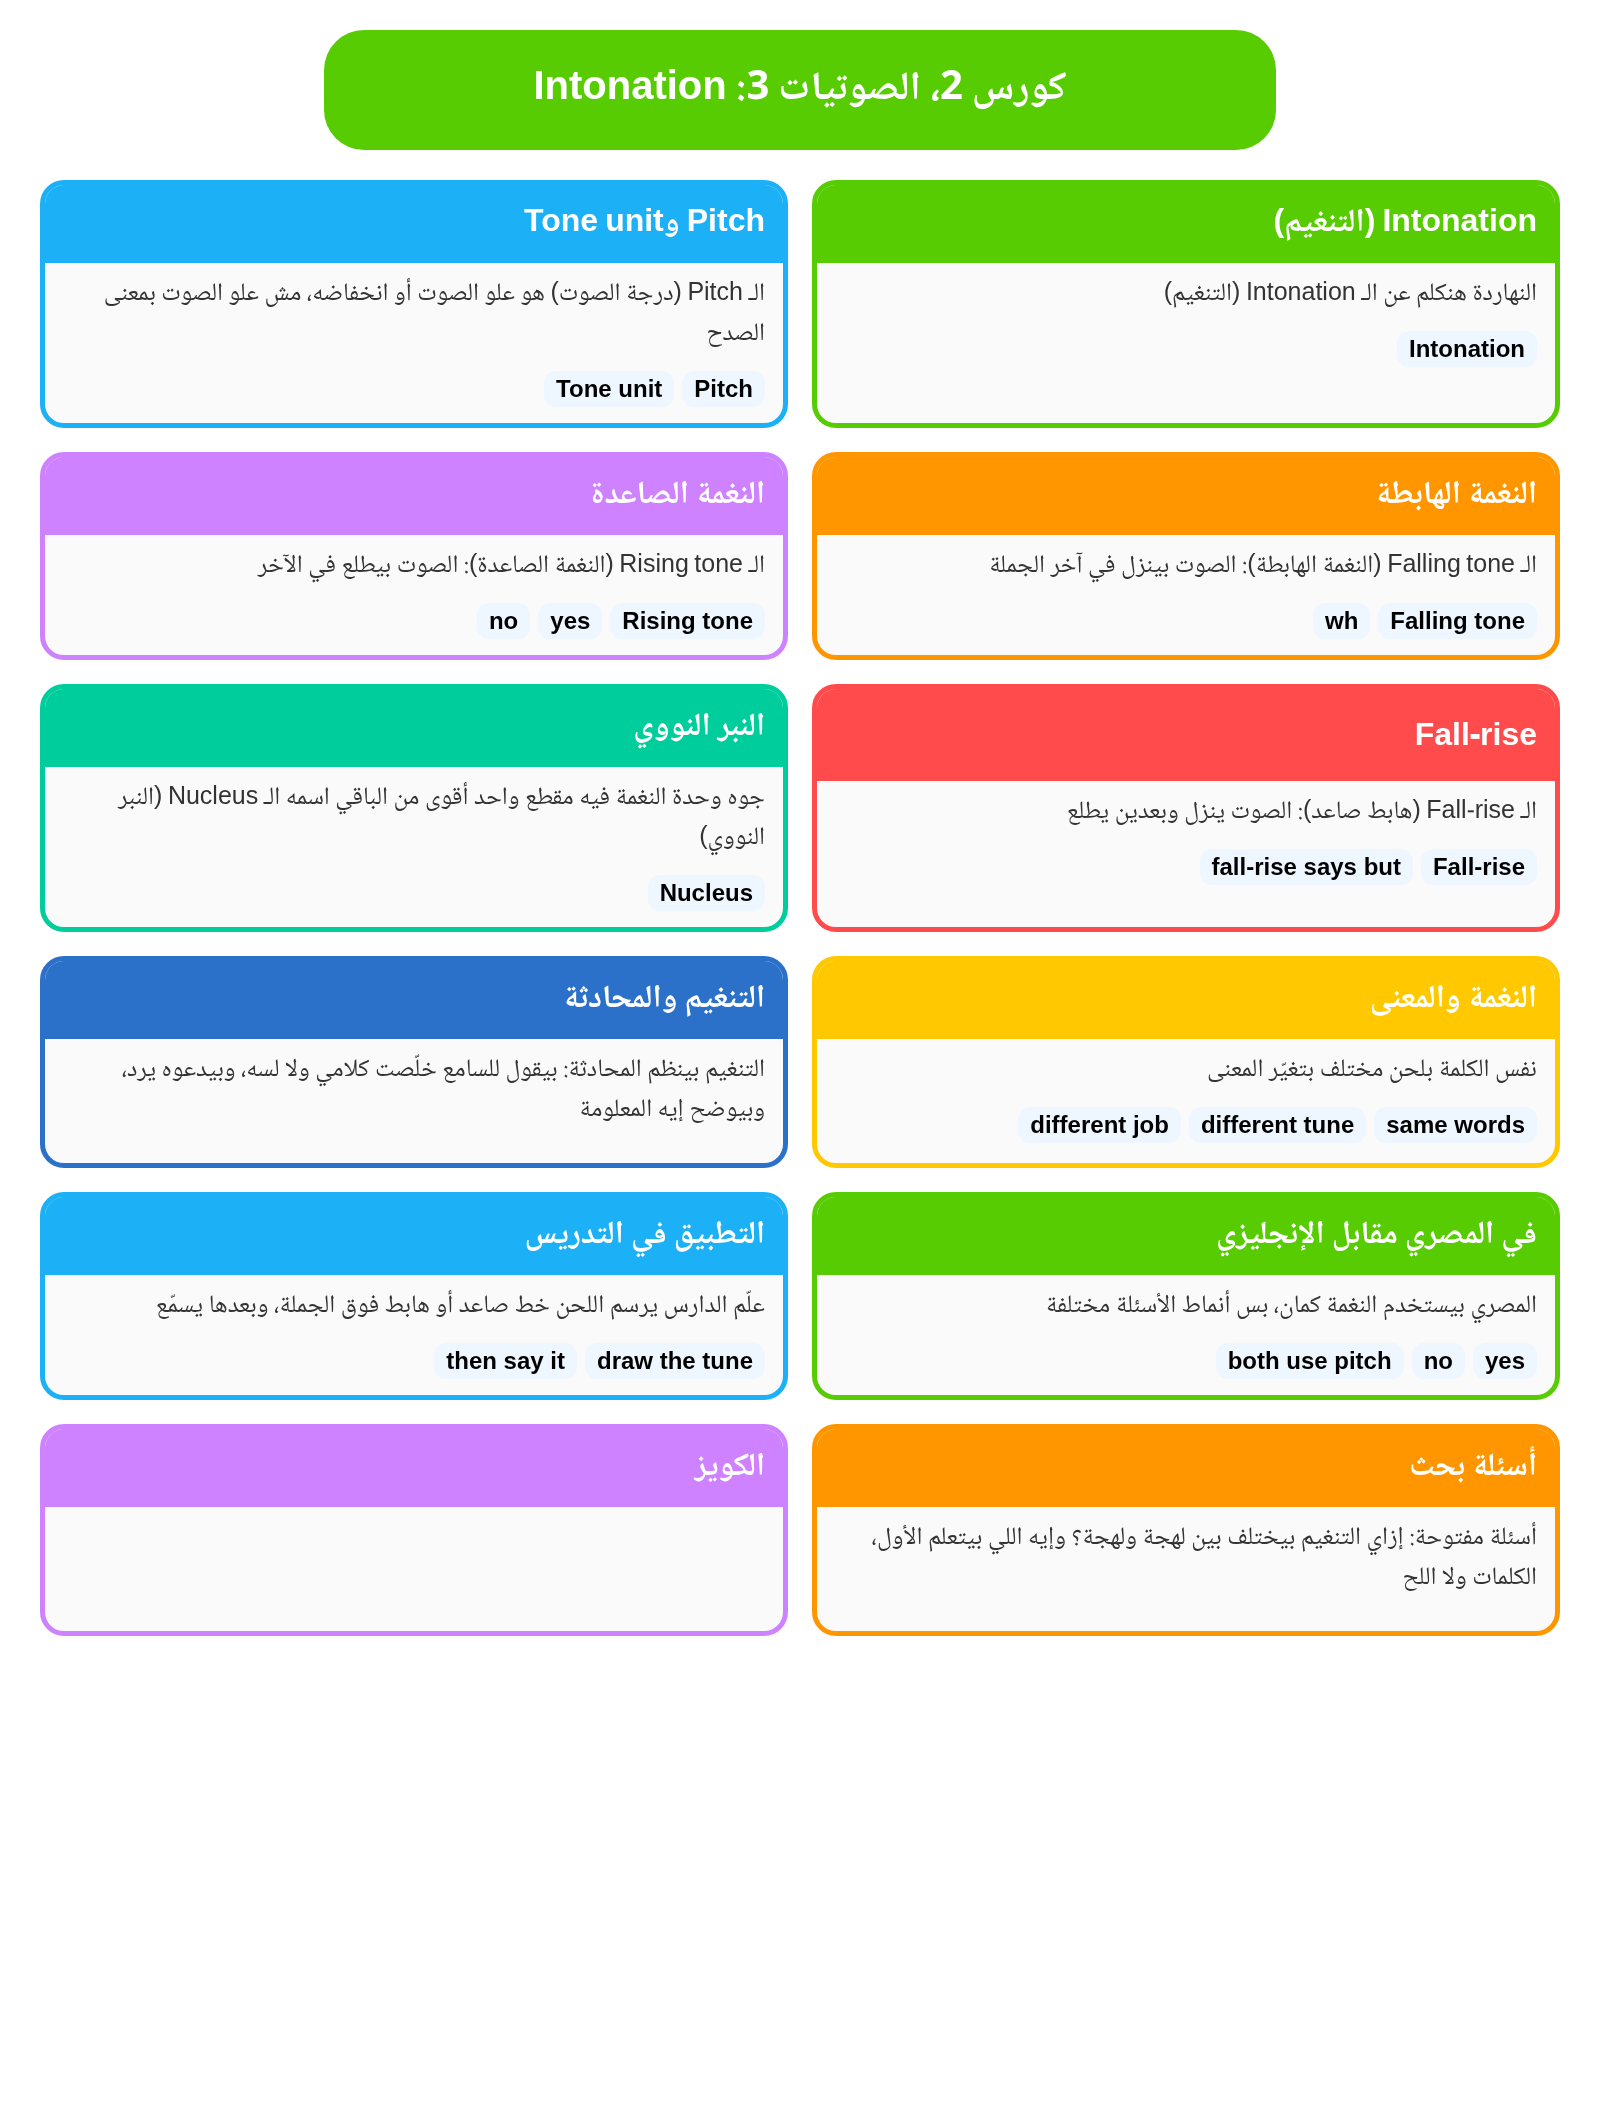 كورس 2، الصوتيات 3: Intonation
Intonation (التنغيم)
النهاردة هنكلم عن الـ Intonation (التنغيم)
Intonation
Pitch وTone unit
الـ Pitch (درجة الصوت) هو علو الصوت أو انخفاضه، مش علو الصوت بمعنى
الصدح
Pitch Tone unit
النغمة الهابطة
الـ Falling tone (النغمة الهابطة): الصوت بينزل في آخر الجملة
Falling tone wh
النغمة الصاعدة
الـ Rising tone (النغمة الصاعدة): الصوت بيطلع في الآخر
Rising tone yes no
Fall-rise
الـ Fall-rise (هابط صاعد): الصوت ينزل وبعدين يطلع
Fall-rise fall-rise says but
النبر النووي
جوه وحدة النغمة فيه مقطع واحد أقوى من الباقي اسمه الـ Nucleus (النبر
النووي)
Nucleus
النغمة والمعنى
نفس الكلمة بلحن مختلف بتغيّر المعنى
same words different tune different job
التنغيم والمحادثة
التنغيم بينظم المحادثة: بيقول للسامع خلّصت كلامي ولا لسه، وبيدعوه يرد،
وبيوضح إيه المعلومة
في المصري مقابل الإنجليزي
المصري بيستخدم النغمة كمان، بس أنماط الأسئلة مختلفة
yes no both use pitch
التطبيق في التدريس
علّم الدارس يرسم اللحن خط صاعد أو هابط فوق الجملة، وبعدها يسمّع
draw the tune then say it
أسئلة بحث
أسئلة مفتوحة: إزاي التنغيم بيختلف بين لهجة ولهجة؟ وإيه اللي بيتعلم الأول،
الكلمات ولا اللح
الكويز